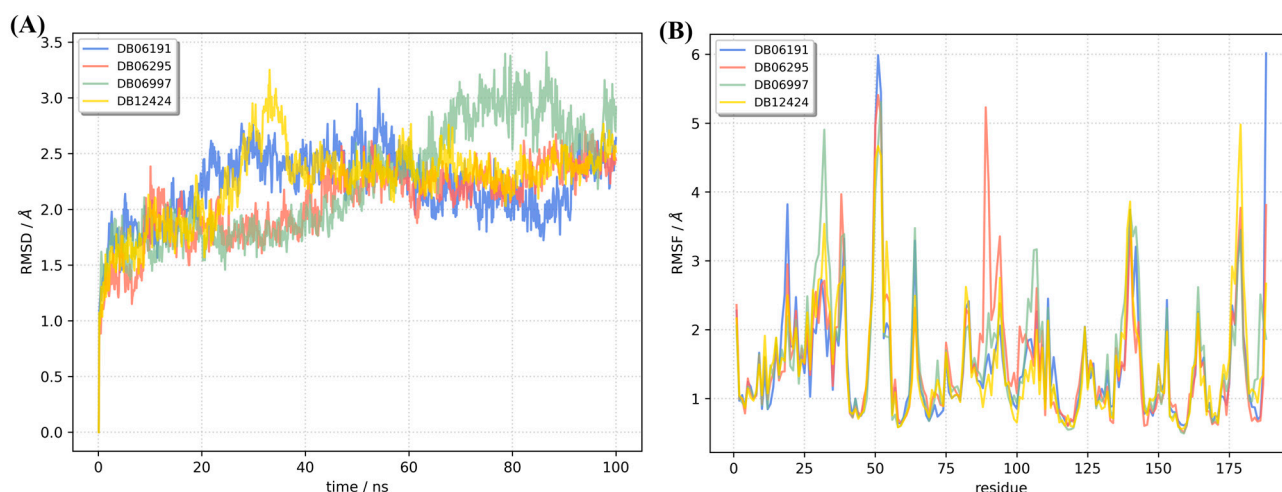 (A)
DB06191
DB06295
DB06997
DB12424
3.5
3.0
2.5
2.0
1.5
1.0
0.5
0.0
RMSD / Å
0
20
40
60
80
100
time / ns
(B)
DB06191
DB06295
DB06997
DB12424
6
5
4
3
2
1
RMSF / Å
0
25
50
75
100
125
150
175
residue